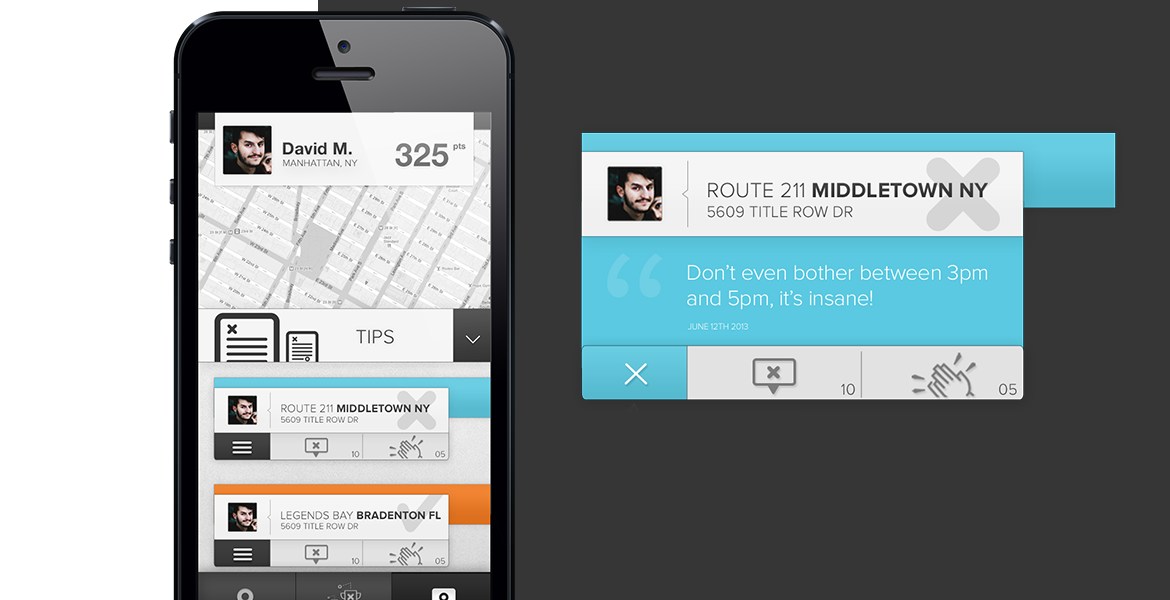 David M.
MANHATTAN, NY
325 pts
TIPS
ROUTE 211 MIDDLETOWN NY
5609 TITLE ROW DR
10
05
LEGENDS BAY BRADENTON FL
5609 TITLE ROW DR
10
05
ROUTE 211 MIDDLETOWN NY
5609 TITLE ROW DR
“
Don’t even bother between 3pm
and 5pm, it’s insane!
JUNE 12TH 2013
10
05